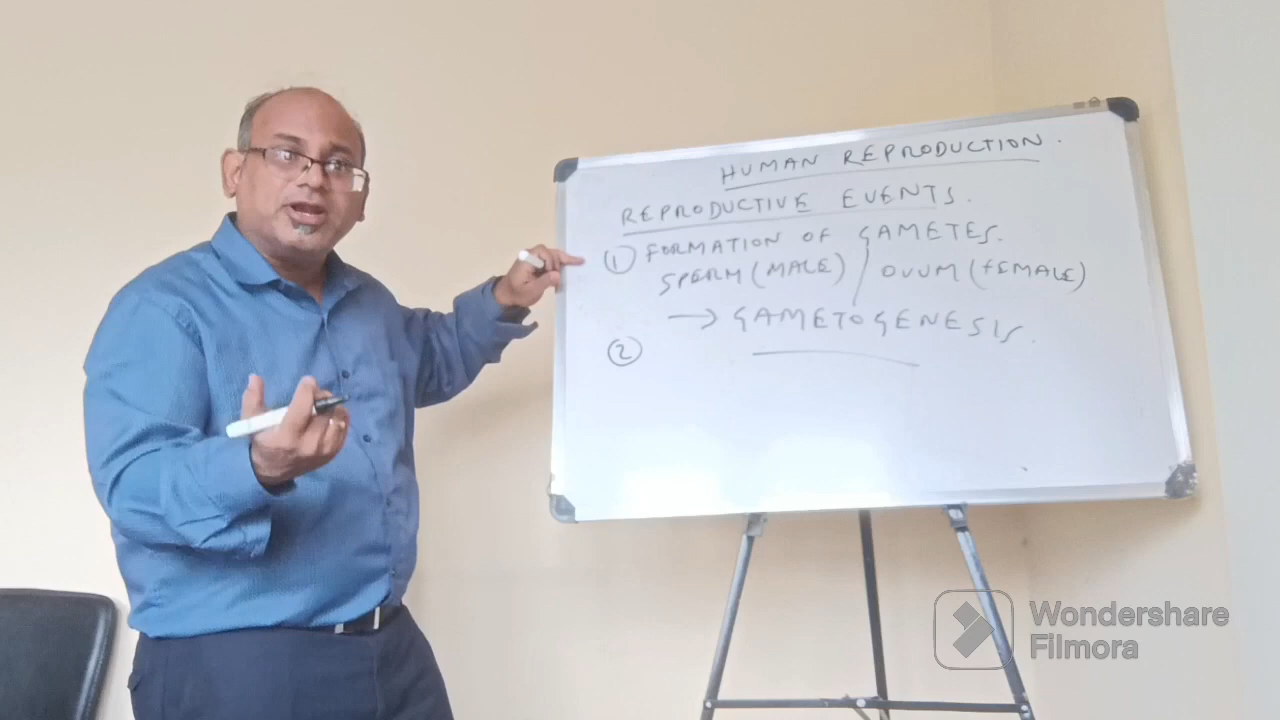 HUMAN REPRODUCTION.
REPRODUCTIVE EVENTS.
① FORMATION OF GAMETES.
SPERM (MALE) / OVUM (FEMALE)
→ GAMETOGENESIS.
②
Wondershare
Filmora